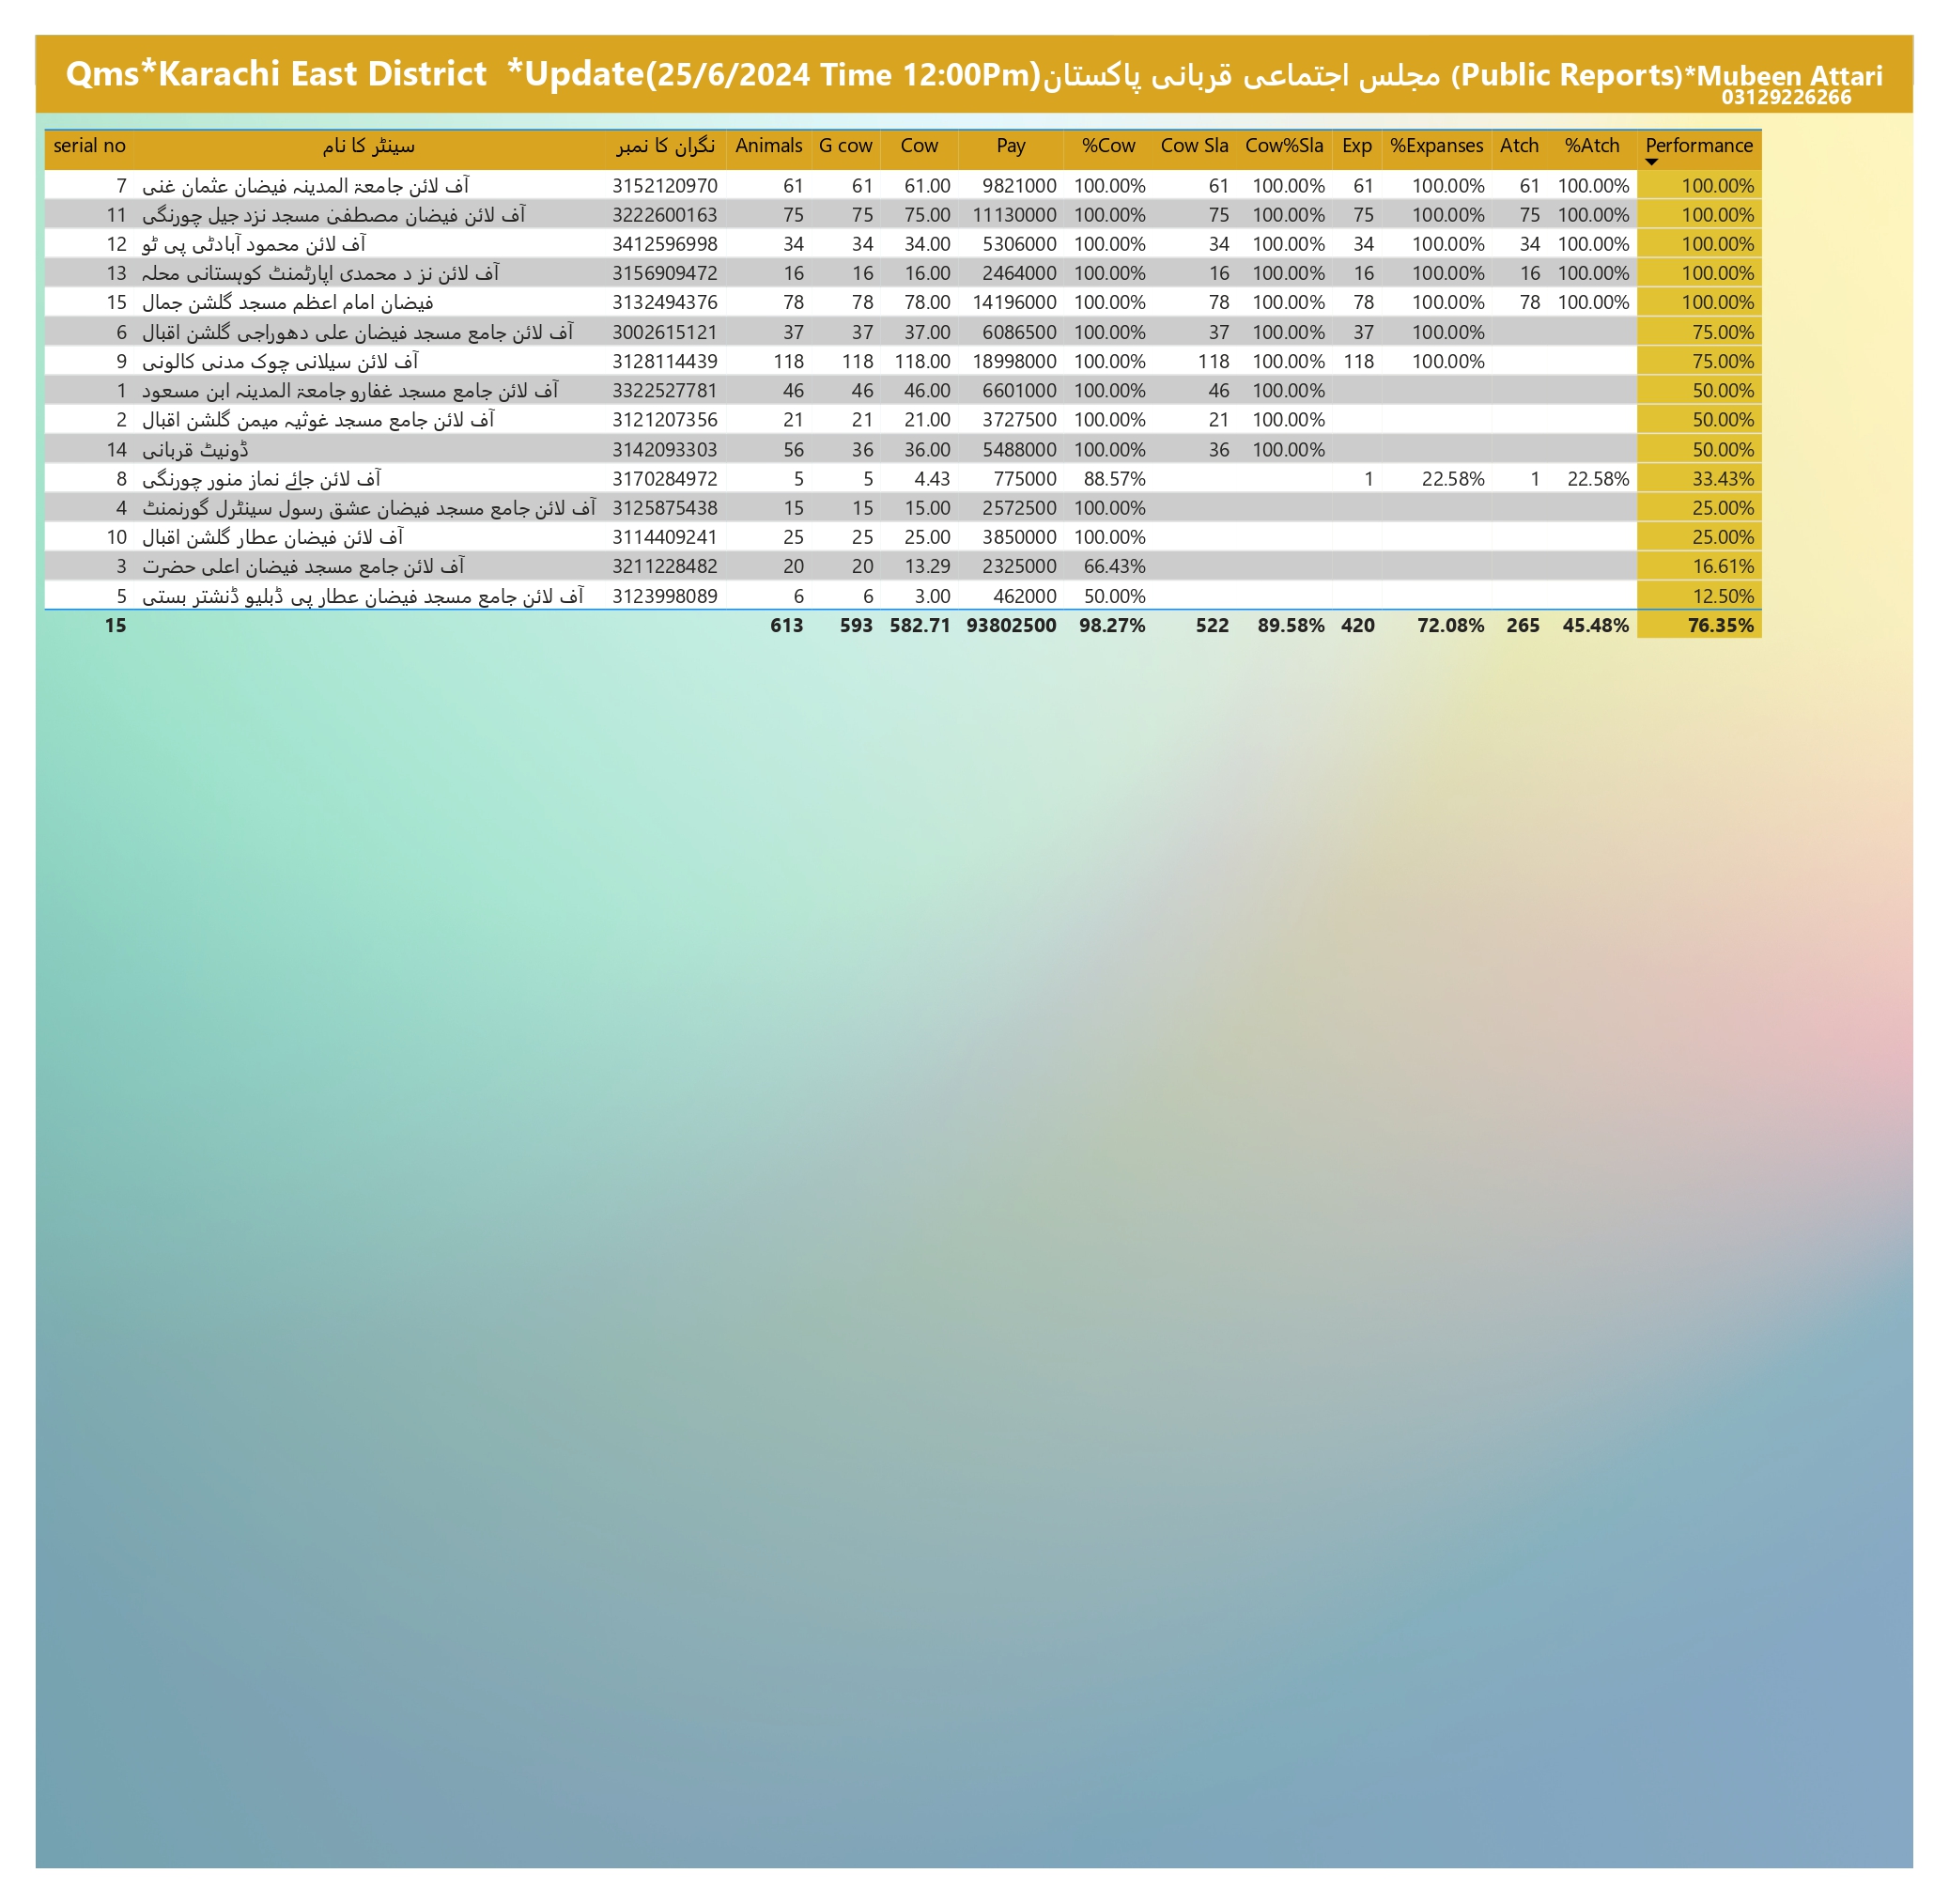 Qms*Karachi East District *Update(25/6/2024 Time 12:00Pm)مجلس اجتماعی قربانی پاکستان (Public Reports)*Mubeen Attari
03129226266
serial no سینٹر کا نام نگران کا نمبر Animals G cow Cow Pay %Cow Cow Sla Cow%Sla Exp %Expanses Atch %Atch Performance
7 آف لائن جامعۃ المدینہ فیضان عثمان غنی 3152120970 61 61 61.00 9821000 100.00% 61 100.00% 61 100.00% 61 100.00% 100.00%
11 آف لائن فیضان مصطفیٰ مسجد نزد جیل چورنگی 3222600163 75 75 75.00 11130000 100.00% 75 100.00% 75 100.00% 75 100.00% 100.00%
12 آف لائن محمود آبادٹی پی ٹو 3412596998 34 34 34.00 5306000 100.00% 34 100.00% 34 100.00% 34 100.00% 100.00%
13 آف لائن نز د محمدی اپارٹمنٹ کوہستانی محلہ 3156909472 16 16 16.00 2464000 100.00% 16 100.00% 16 100.00% 16 100.00% 100.00%
15 فیضان امام اعظم مسجد گلشن جمال 3132494376 78 78 78.00 14196000 100.00% 78 100.00% 78 100.00% 78 100.00% 100.00%
6 آف لائن جامع مسجد فیضان علی دھوراجی گلشن اقبال 3002615121 37 37 37.00 6086500 100.00% 37 100.00% 37 100.00% 75.00%
9 آف لائن سیلانی چوک مدنی کالونی 3128114439 118 118 118.00 18998000 100.00% 118 100.00% 118 100.00% 75.00%
1 آف لائن جامع مسجد غفارو جامعۃ المدینہ ابن مسعود 3322527781 46 46 46.00 6601000 100.00% 46 100.00% 50.00%
2 آف لائن جامع مسجد غوثیہ میمن گلشن اقبال 3121207356 21 21 21.00 3727500 100.00% 21 100.00% 50.00%
14 ڈونیٹ قربانی 3142093303 56 36 36.00 5488000 100.00% 36 100.00% 50.00%
8 آف لائن جائے نماز منور چورنگی 3170284972 5 5 4.43 775000 88.57% 1 22.58% 1 22.58% 33.43%
4 آف لائن جامع مسجد فیضان عشق رسول سینٹرل گورنمنٹ 3125875438 15 15 15.00 2572500 100.00% 25.00%
10 آف لائن فیضان عطار گلشن اقبال 3114409241 25 25 25.00 3850000 100.00% 25.00%
3 آف لائن جامع مسجد فیضان اعلی حضرت 3211228482 20 20 13.29 2325000 66.43% 16.61%
5 آف لائن جامع مسجد فیضان عطار پی ڈبلیو ڈنشتر بستی 3123998089 6 6 3.00 462000 50.00% 12.50%
15 613 593 582.71 93802500 98.27% 522 89.58% 420 72.08% 265 45.48% 76.35%